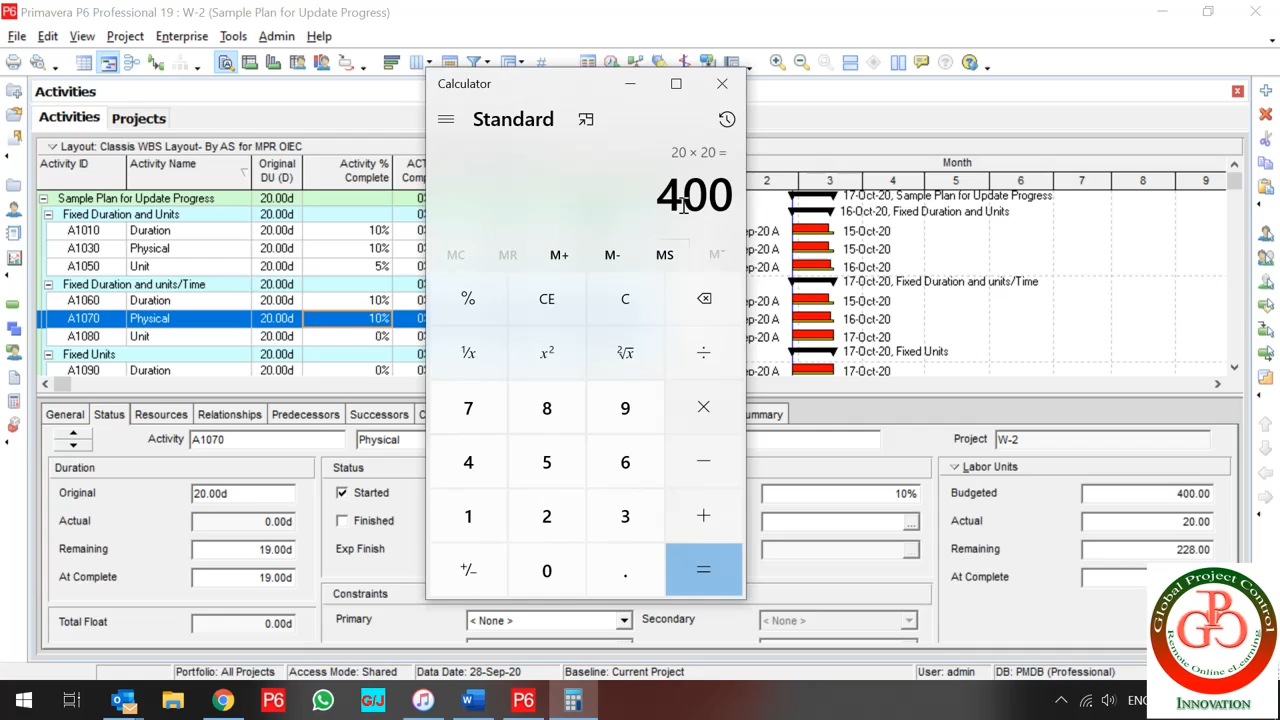 Primavera P6 Professional 19 : W-2 (Sample Plan for Update Progress)
File Edit View Project Enterprise Tools Admin Help
Activities
Activities Projects
Layout: Classis WBS Layout- By AS for MPR OIEC
Activity ID Activity Name Original DU (D) Activity % Complete
Month
2 3 4 5 6 7 8 9
Sample Plan for Update Progress 20.00d 17-Oct-20, Sample Plan for Update Progress
Fixed Duration and Units 20.00d 16-Oct-20, Fixed Duration and Units
A1010 Duration 20.00d 10% 15-Oct-20
A1030 Physical 20.00d 10% 15-Oct-20
A1050 Unit 20.00d 5% 16-Oct-20
Fixed Duration and units/Time 20.00d 17-Oct-20, Fixed Duration and units/Time
A1060 Duration 20.00d 10% 15-Oct-20
A1070 Physical 20.00d 10% 16-Oct-20
A1080 Unit 20.00d 0% 17-Oct-20
Fixed Units 20.00d 17-Oct-20, Fixed Units
A1090 Duration 20.00d 0% 17-Oct-20
Calculator
Standard
20 × 20 =
400
MC MR M+ M- MS M
% CE C
1/x x² ²√x ÷
7 8 9 ×
4 5 6 −
1 2 3 +
+/- 0 . =
General Status Resources Relationships Predecessors Successors
Activity A1070 Physical Project W-2
Duration Status Labor Units
Original 20.00d Started 10% Budgeted 400.00
Actual 0.00d Finished Actual 20.00
Remaining 19.00d Exp Finish Remaining 228.00
At Complete 19.00d At Complete
Constraints
Total Float 0.00d Primary < None > Secondary < None >
Portfolio: All Projects Access Mode: Shared Data Date: 28-Sep-20 Baseline: Current Project User: admin DB: PMDB (Professional)
Global Project Control
GPC
Remote Online eLearning
INNOVATION